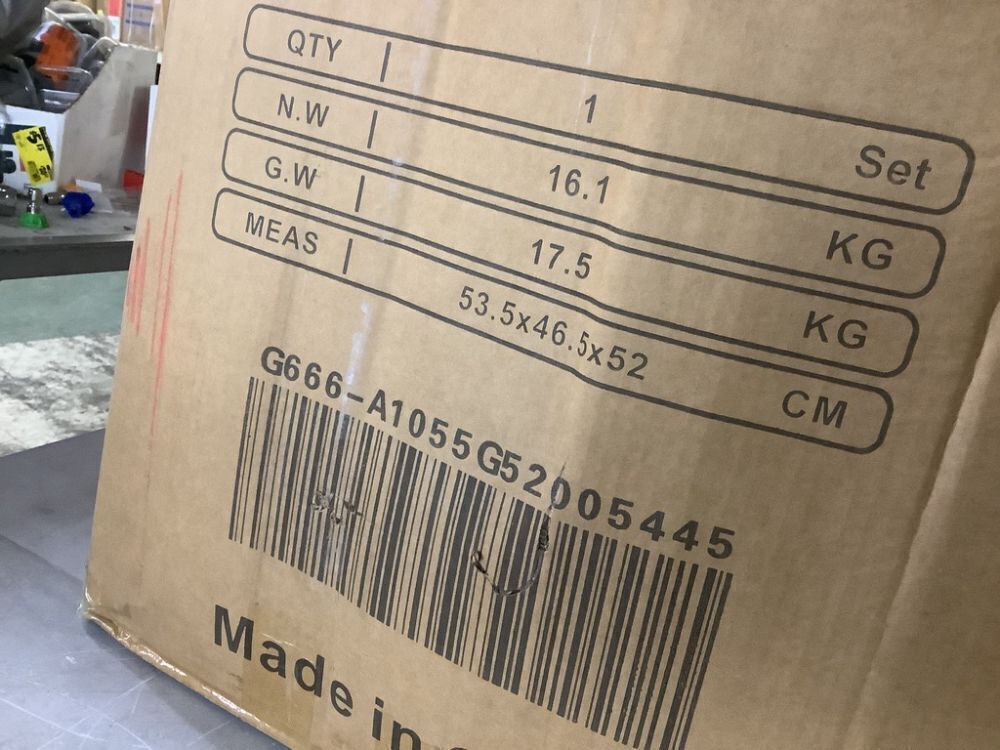 QTY | 1 Set
N.W | 16.1 KG
G.W | 17.5 KG
MEAS | 53.5x46.5x52 CM
G666-A1055G52005445
Made in